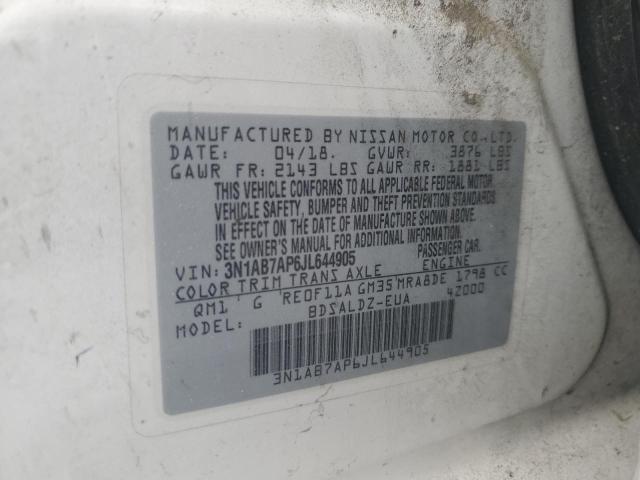 MANUFACTURED BY NISSAN MOTOR CO.,LTD.
DATE: 04/18. GVWR: 3876 LBS
GAWR FR: 2143 LBS GAWR RR: 1881 LBS
THIS VEHICLE CONFORMS TO ALL APPLICABLE FEDERAL MOTOR
VEHICLE SAFETY, BUMPER AND THEFT PREVENTION STANDARDS
IN EFFECT ON THE DATE OF MANUFACTURE SHOWN ABOVE.
SEE OWNER'S MANUAL FOR ADDITIONAL INFORMATION.
VIN: 3N1AB7AP6JL644905 PASSENGER CAR.
COLOR TRIM TRANS AXLE ENGINE
QM1 G RE0F11A GM35 MRA8DE 1798 CC
MODEL: BDSALDZ-EUA 42000
3N1AB7AP6JL644905